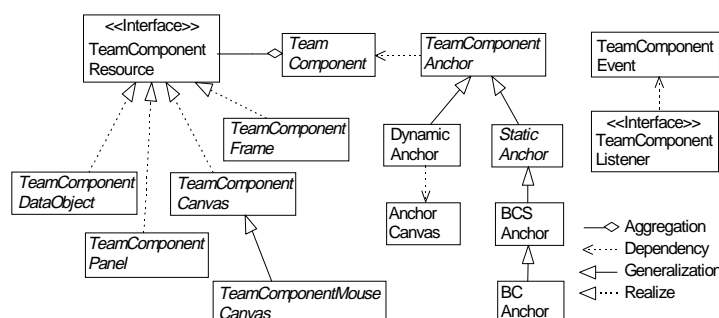 <<Interface>>
TeamComponent
Resource
Team
Component
TeamComponent
Anchor
TeamComponent
Event
TeamComponent
Frame
Dynamic
Anchor
Static
Anchor
<<Interface>>
TeamComponent
Listener
TeamComponent
DataObject
TeamComponent
Canvas
Anchor
Canvas
BCS
Anchor
TeamComponent
Panel
TeamComponentMouse
Canvas
BC
Anchor
Aggregation
Dependency
Generalization
Realize